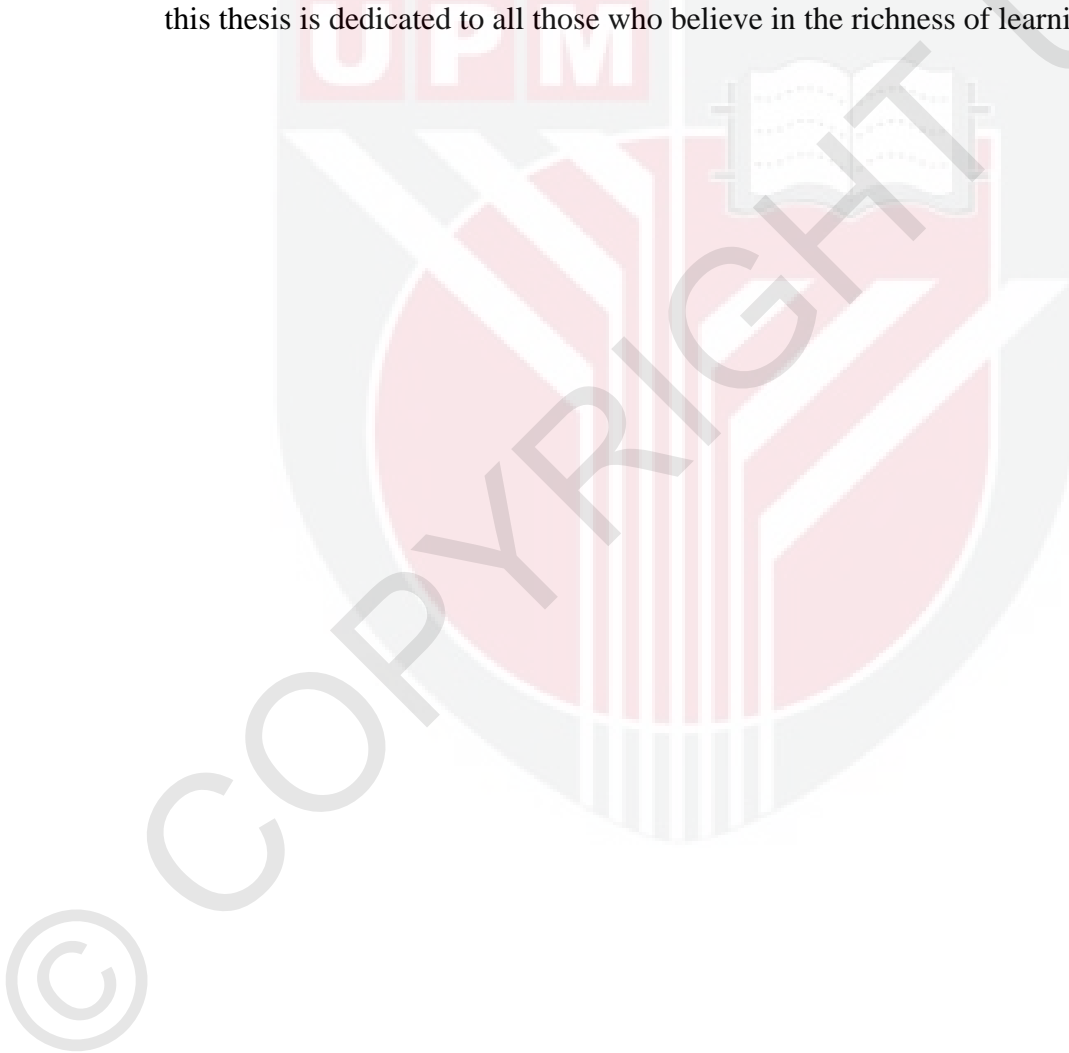 this thesis is dedicated to all those who believe in the richness of learni
UPM
© COPYRIGHT U